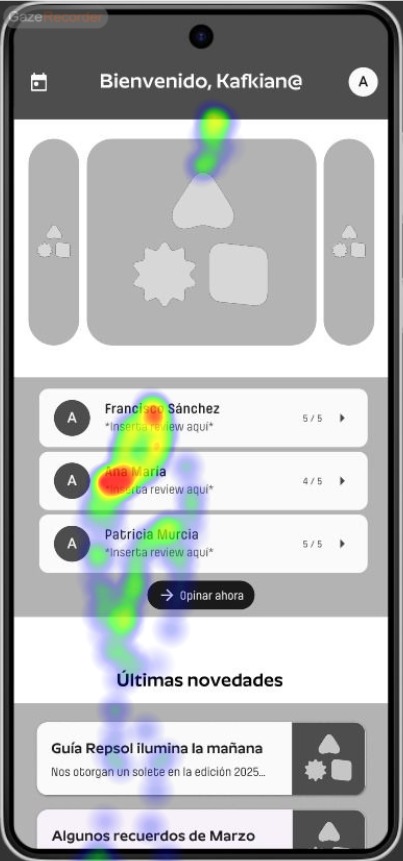 GazeRecorder
Bienvenido, Kafkian@
A
Francisco Sánchez
*Inserta review aquí*
5 / 5
A
Ana María
*Inserta review aquí*
4 / 5
A
Patricia Murcia
*Inserta review aquí*
5 / 5
A
Opinar ahora
Últimas novedades
Guía Repsol ilumina la mañana
Nos otorgan un solete en la edición 2025...
Algunos recuerdos de Marzo